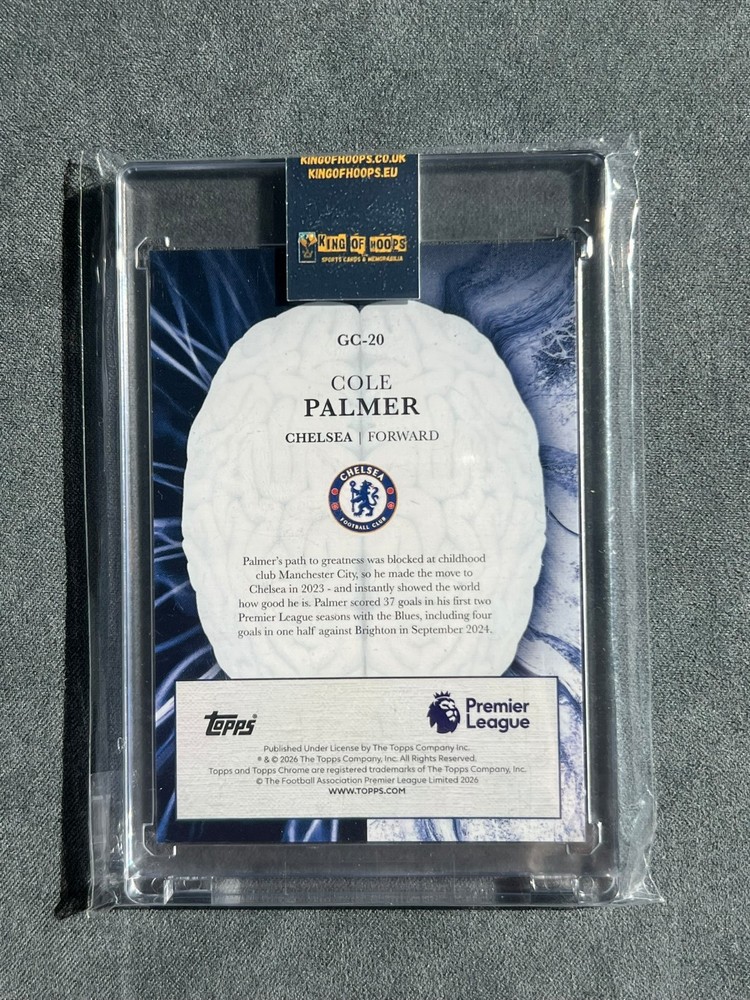 KINGOFHOOPS.CO.UK
KINGOFHOOPS.EU
KING OF HOOPS
SPORTS CARDS & MEMORABILIA
GC-20
COLE
PALMER
CHELSEA | FORWARD
CHELSEA
FOOTBALL CLUB
Palmer's path to greatness was blocked at childhood
club Manchester City, so he made the move to
Chelsea in 2023 - and instantly showed the world
how good he is. Palmer scored 37 goals in his first two
Premier League seasons with the Blues, including four
goals in one half against Brighton in September 2024.
Topps®
Premier
League
Published Under License by The Topps Company Inc.
® & © 2026 The Topps Company, Inc. All Rights Reserved.
Topps and Topps Chrome are registered trademarks of The Topps Company, Inc.
© The Football Association Premier League Limited 2026
WWW.TOPPS.COM